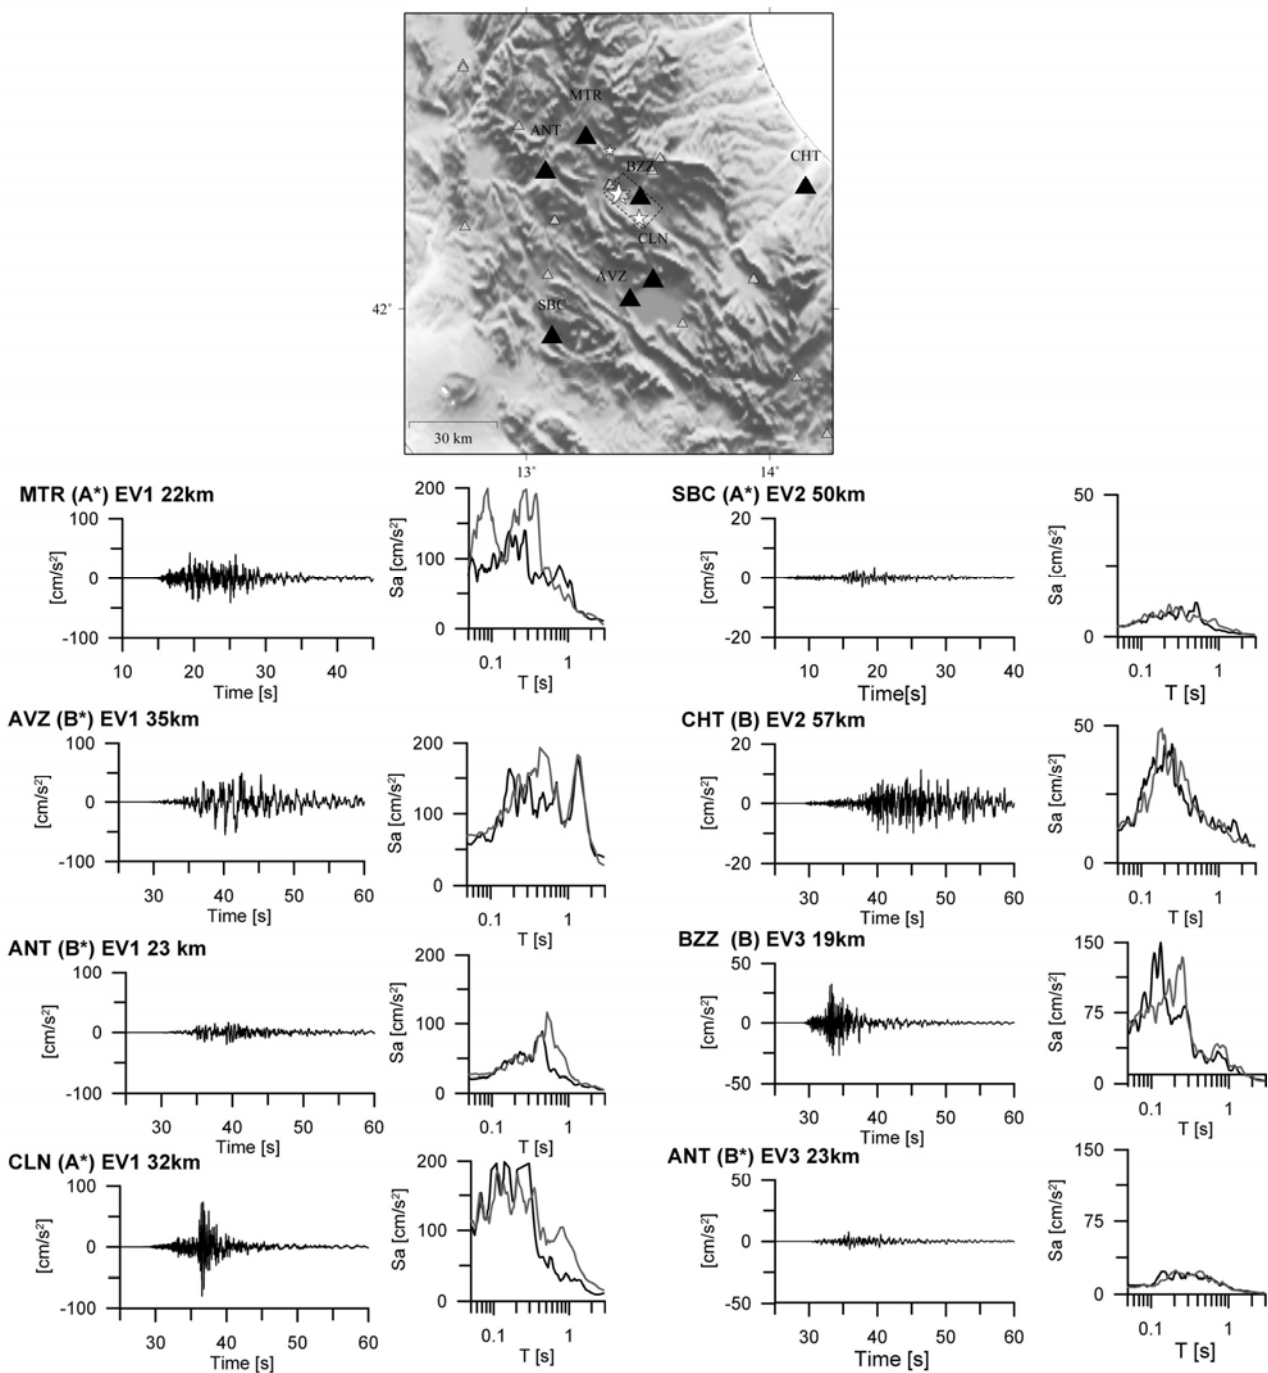 MTR
ANT
BZZ
CHT
CLN
AVZ
SBC
42°
30 km
13°
14°
MTR (A*) EV1 22km
[cm/s²]
100
0
-100
10 20 30 40
Time [s]
Sa [cm/s²]
200
100
0
0.1 1
T [s]
SBC (A*) EV2 50km
[cm/s²]
20
0
-20
10 20 30 40
Time[s]
Sa [cm/s²]
50
0
0.1 1
T [s]
AVZ (B*) EV1 35km
[cm/s²]
100
0
-100
30 40 50 60
Time [s]
Sa [cm/s²]
200
100
0
0.1 1
T [s]
CHT (B) EV2 57km
[cm/s²]
20
0
-20
30 40 50 60
Time [s]
Sa [cm/s²]
50
0
0.1 1
T [s]
ANT (B*) EV1 23 km
[cm/s²]
100
0
-100
30 40 50 60
Time [s]
Sa [cm/s²]
200
100
0
0.1 1
T [s]
BZZ (B) EV3 19km
[cm/s²]
50
0
-50
30 40 50 60
Time [s]
Sa [cm/s²]
150
75
0
0.1 1
T [s]
CLN (A*) EV1 32km
[cm/s²]
100
0
-100
30 40 50 60
Time [s]
Sa [cm/s²]
200
100
0
0.1 1
T [s]
ANT (B*) EV3 23km
[cm/s²]
50
0
-50
30 40 50 60
Time [s]
Sa [cm/s²]
150
75
0
0.1 1
T [s]